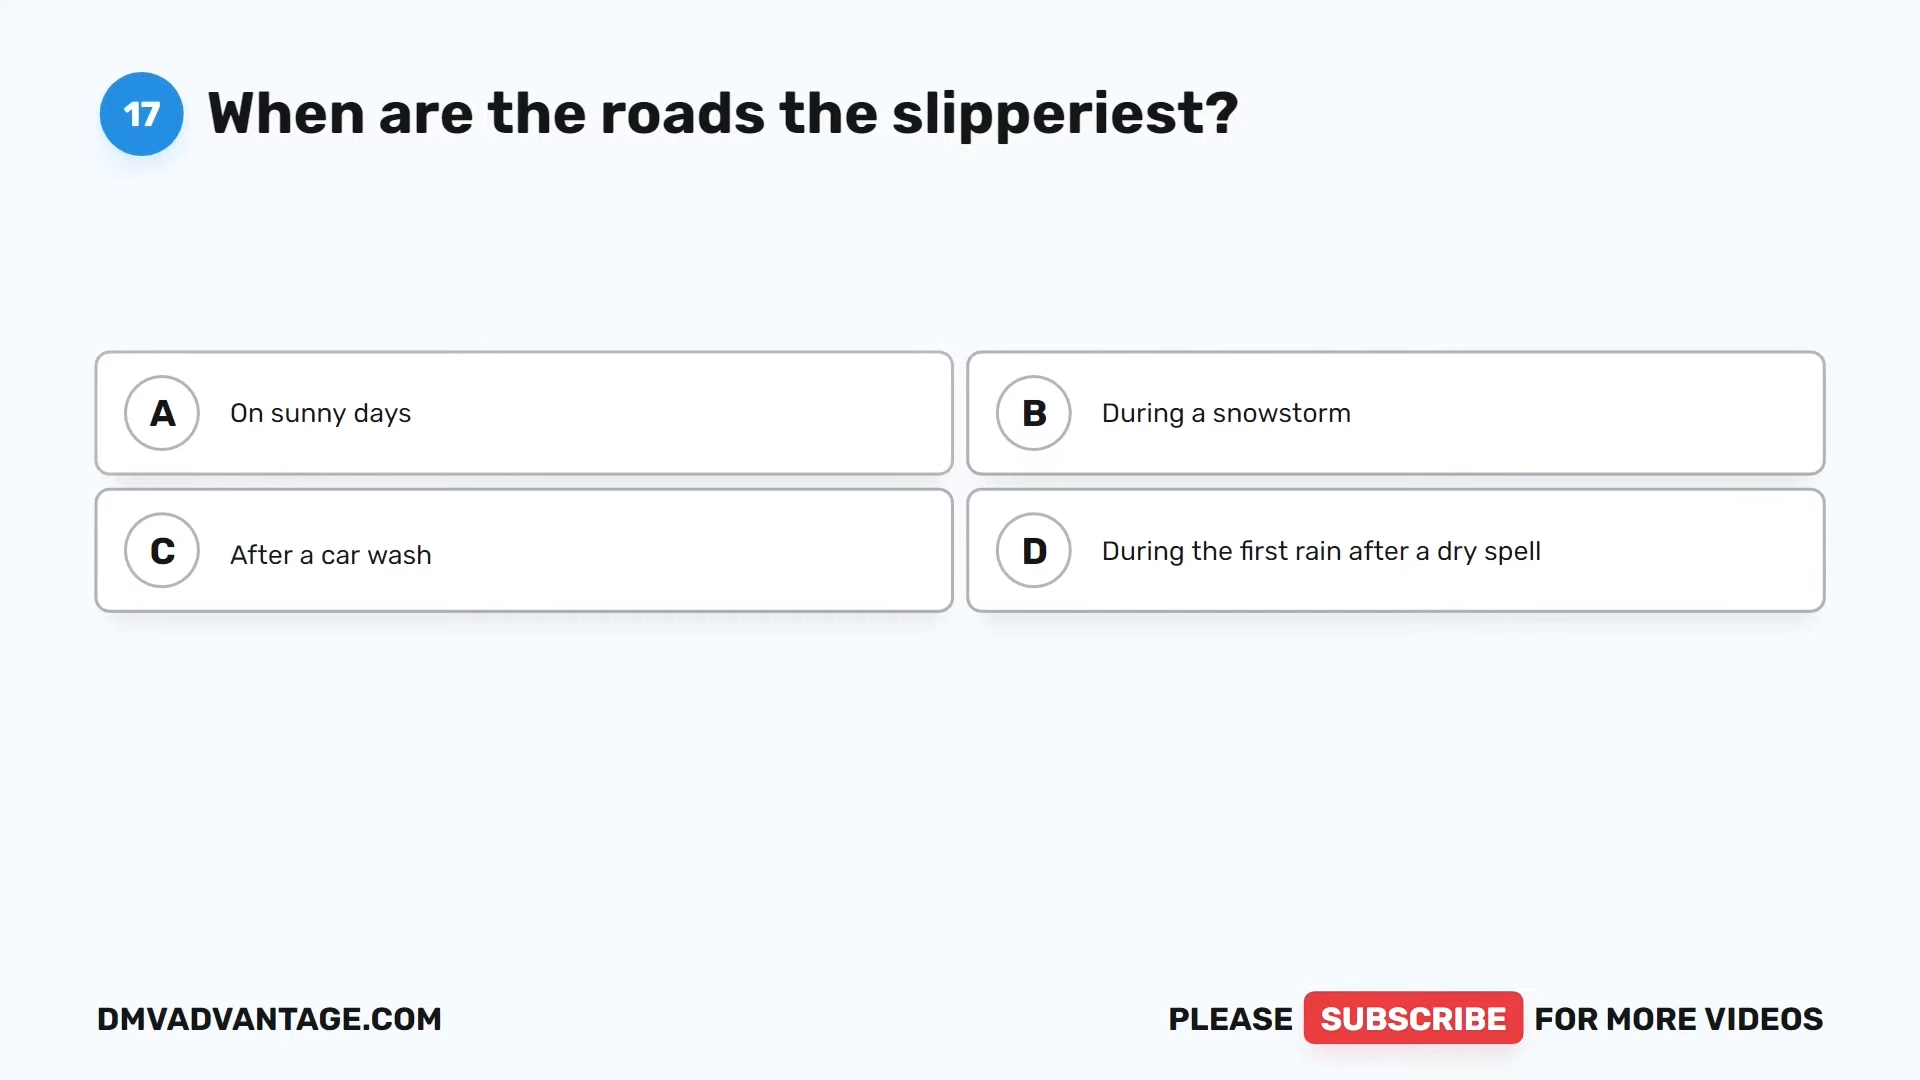 17 When are the roads the slipperiest?
A On sunny days
B During a snowstorm
C After a car wash
D During the first rain after a dry spell
DMVADVANTAGE.COM
PLEASE SUBSCRIBE FOR MORE VIDEOS